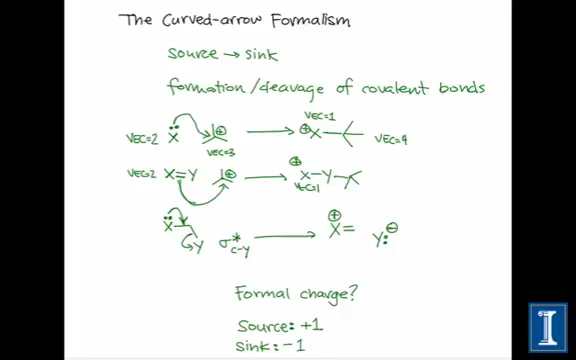 The Curved-arrow Formalism
source → sink
formation/cleavage of covalent bonds
VEC=2 Ẍ ⊕ VEC=3 → ⊕X VEC=1 VEC=4
VEC=2 X=Y ⊕ → ⊕ X-Y VEC=1
Ẍ Y σ*C-Y → ⊕ X= Y:⊖
Formal charge?
Source: +1
Sink: -1
I